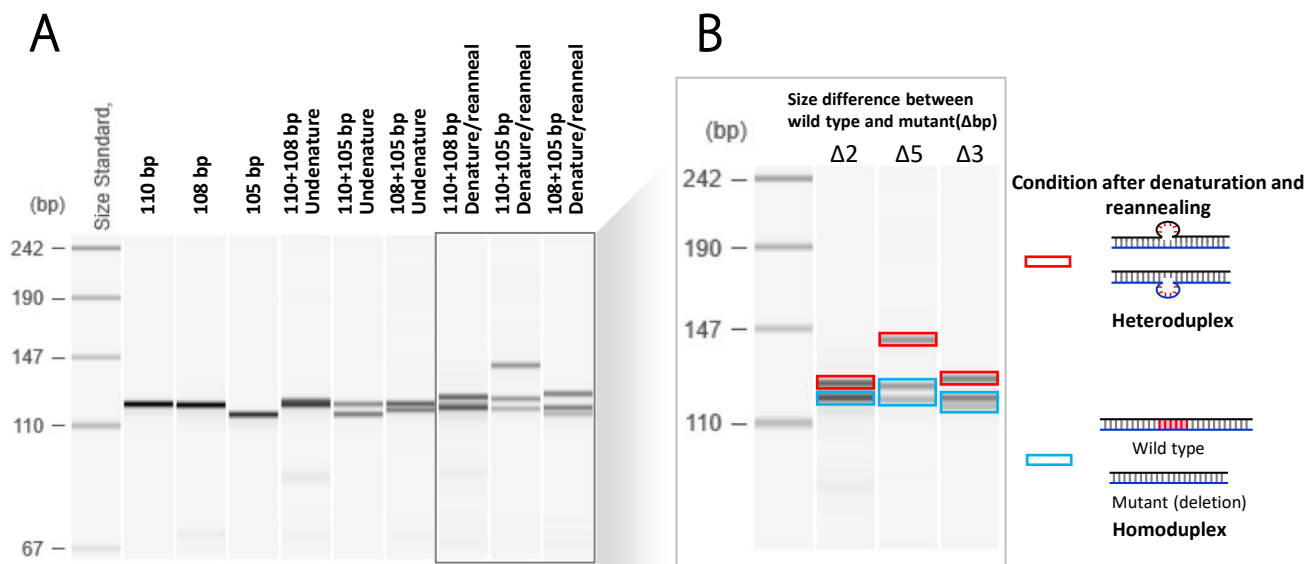 A
(bp)
Size Standard,
110 bp
108 bp
105 bp
110+108 bp
Undenature
110+105 bp
Undenature
108+105 bp
Undenature
110+108 bp
Denature/reanneal
110+105 bp
Denature/reanneal
108+105 bp
Denature/reanneal
242
190
147
110
67
B
Size difference between
wild type and mutant(Δbp)
(bp)
Δ2 Δ5 Δ3
242
190
147
110
Condition after denaturation and
reannealing
Heteroduplex
Wild type
Mutant (deletion)
Homoduplex